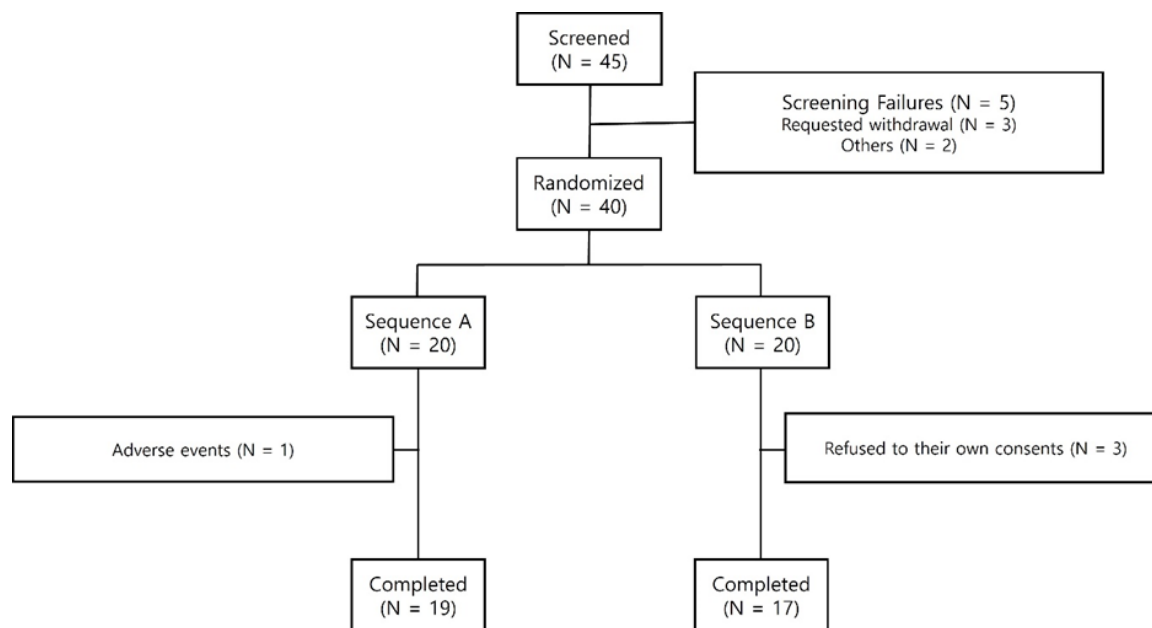 Screened
(N = 45)
Screening Failures (N = 5)
Requested withdrawal (N = 3)
Others (N = 2)
Randomized
(N = 40)
Sequence A
(N = 20)
Sequence B
(N = 20)
Adverse events (N = 1)
Refused to their own consents (N = 3)
Completed
(N = 19)
Completed
(N = 17)